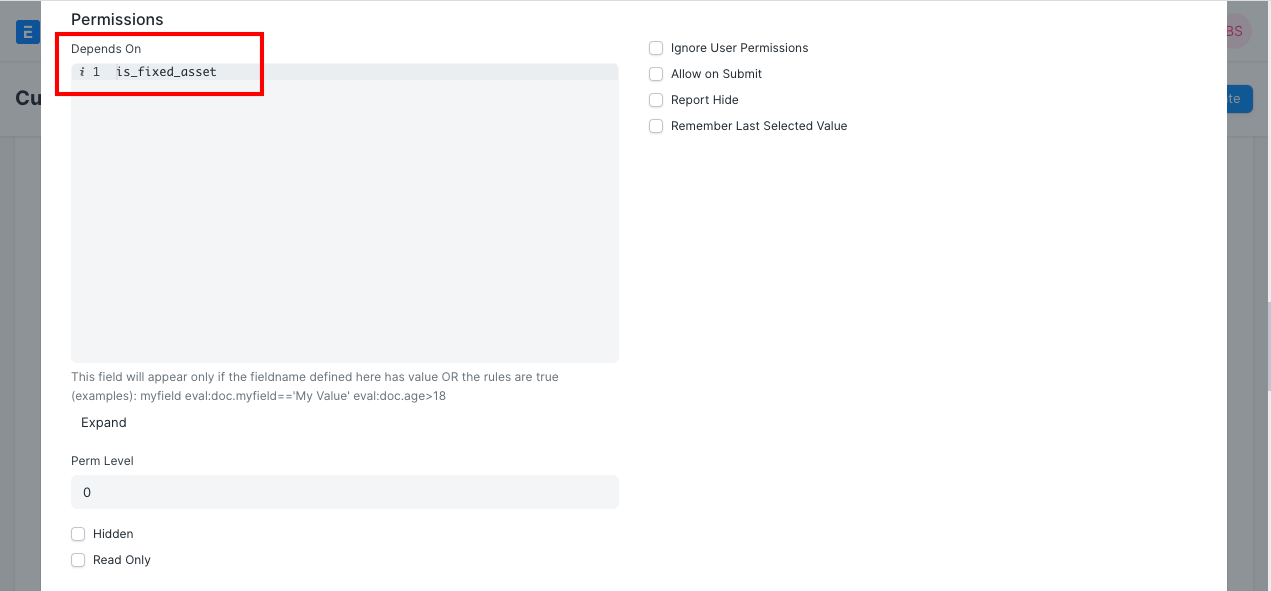 Permissions
E
BS
Depends On
i 1 is_fixed_asset
Cu
te
This field will appear only if the fieldname defined here has value OR the rules are true
(examples): myfield eval:doc.myfield=='My Value' eval:doc.age>18
Expand
Perm Level
0
Hidden
Read Only
Ignore User Permissions
Allow on Submit
Report Hide
Remember Last Selected Value